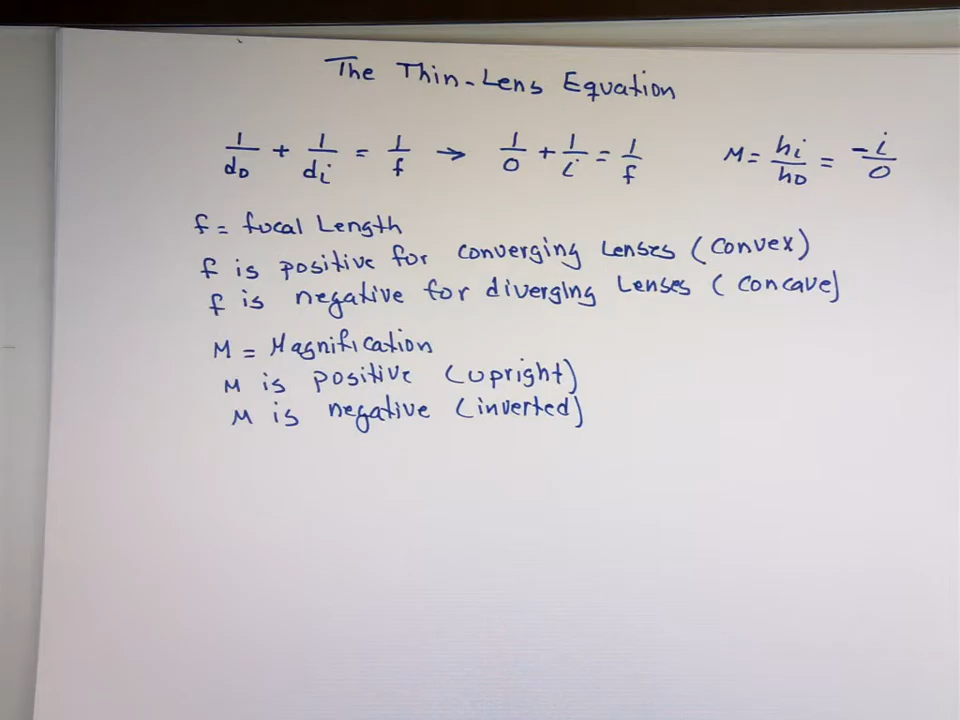 The Thin-Lens Equation
1/do + 1/di = 1/f → 1/o + 1/i = 1/f M = hi/ho = -i/o
f = focal Length
f is positive for converging Lenses (convex)
f is negative for diverging Lenses (concave)
M = Magnification
M is positive (upright)
M is negative (inverted)